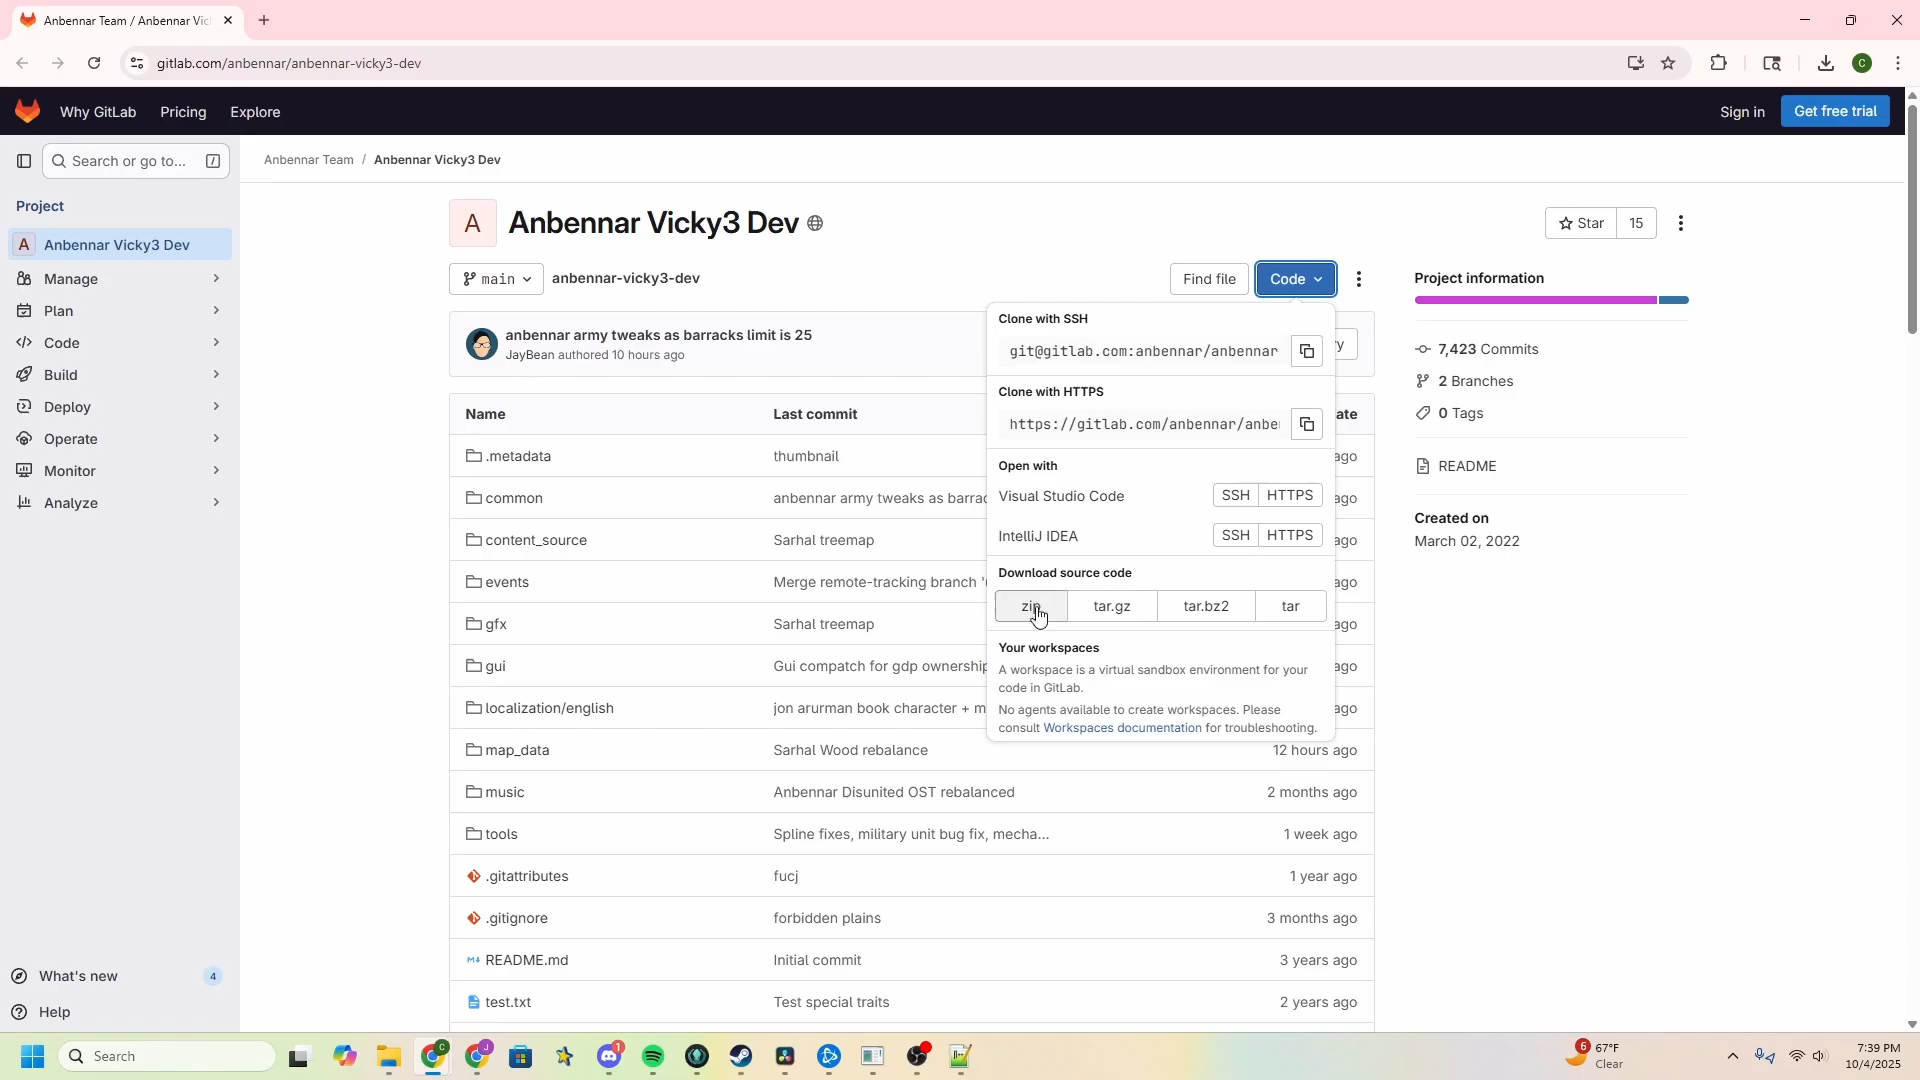 Anbennar Team / Anbennar Vic
gitlab.com/anbennar/anbennar-vicky3-dev
C
Why GitLab
Pricing
Explore
Sign in
Get free trial
Search or go to...
/
Anbennar Team / Anbennar Vicky3 Dev
Project
A Anbennar Vicky3 Dev
Manage
Plan
Code
Build
Deploy
Operate
Monitor
Analyze
What's new 4
Help
A
Anbennar Vicky3 Dev
Star 15
main
anbennar-vicky3-dev
Find file
Code
anbennar army tweaks as barracks limit is 25
JayBean authored 10 hours ago
Name
Last commit
.metadata
thumbnail
ago
common
anbennar army tweaks as barrac
ago
content_source
Sarhal treemap
ago
events
Merge remote-tracking branch '
ago
gfx
Sarhal treemap
ago
gui
Gui compatch for gdp ownership
ago
localization/english
jon arurman book character + m
ago
map_data
Sarhal Wood rebalance
12 hours ago
music
Anbennar Disunited OST rebalanced
2 months ago
tools
Spline fixes, military unit bug fix, mecha...
1 week ago
.gitattributes
fucj
1 year ago
.gitignore
forbidden plains
3 months ago
README.md
Initial commit
3 years ago
test.txt
Test special traits
2 years ago
Clone with SSH
git@gitlab.com:anbennar/anbennar
Clone with HTTPS
https://gitlab.com/anbennar/anbe
Open with
Visual Studio Code
SSH
HTTPS
IntelliJ IDEA
SSH
HTTPS
Download source code
zip
tar.gz
tar.bz2
tar
Your workspaces
A workspace is a virtual sandbox environment for your
code in GitLab.
No agents available to create workspaces. Please
consult Workspaces documentation for troubleshooting.
Project information
7,423 Commits
2 Branches
0 Tags
README
Created on
March 02, 2022
Search
C
J
1
6
67°F
Clear
7:39 PM
10/4/2025